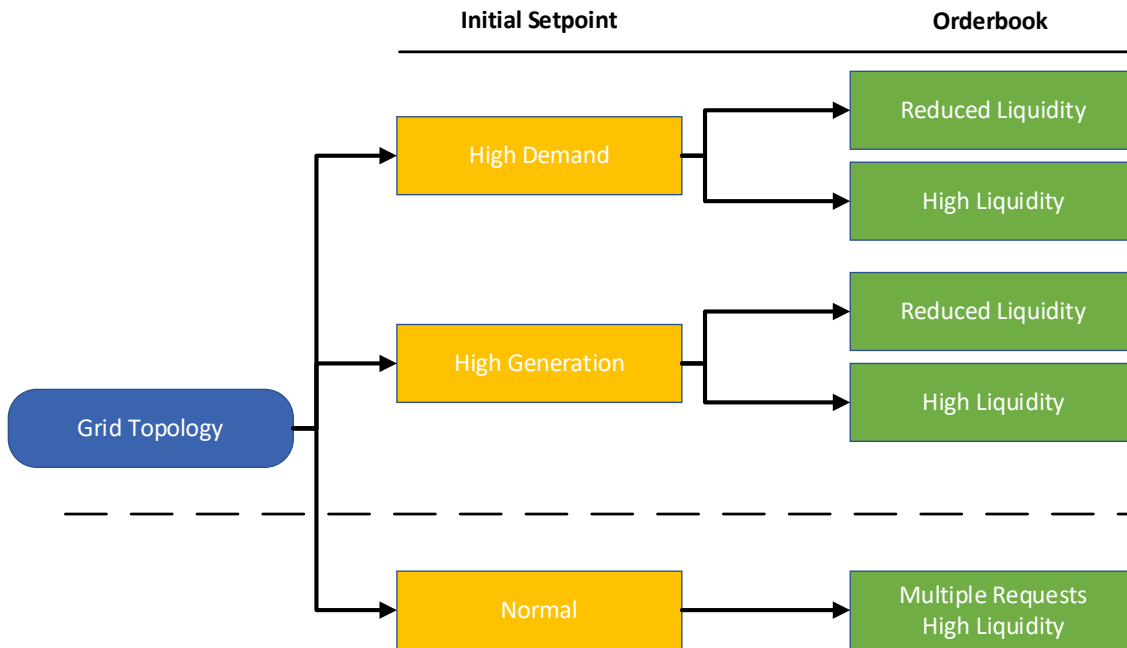 Initial Setpoint
Orderbook
Reduced Liquidity
High Demand
High Liquidity
Reduced Liquidity
High Generation
High Liquidity
Grid Topology
Normal
Multiple Requests
High Liquidity